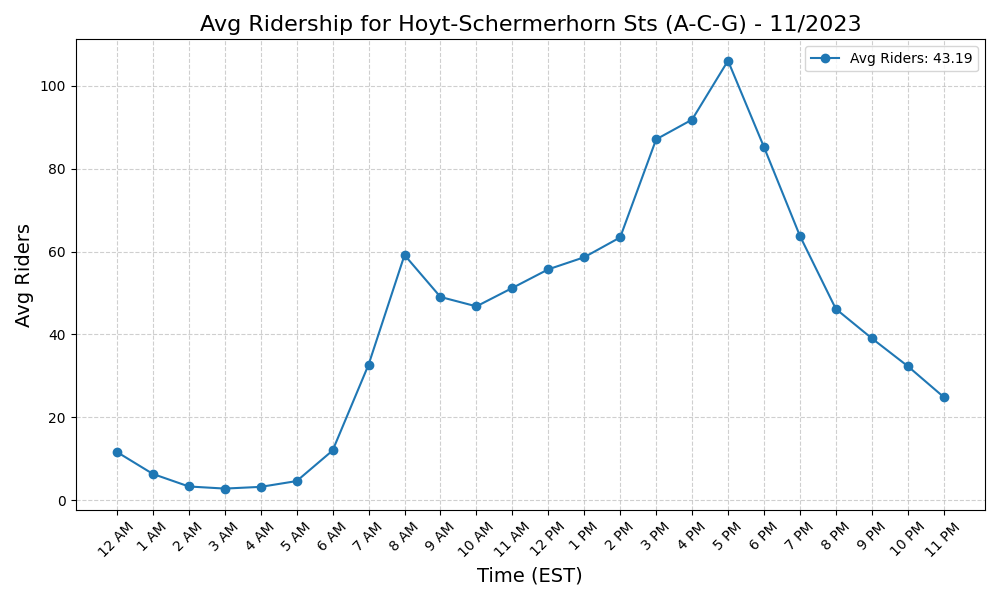 Avg Ridership for Hoyt-Schermerhorn Sts (A-C-G) - 11/2023
Avg Riders: 43.19
Avg Riders
100
80
60
40
20
0
12 AM
1 AM
2 AM
3 AM
4 AM
5 AM
6 AM
7 AM
8 AM
9 AM
10 AM
11 AM
12 PM
1 PM
2 PM
3 PM
4 PM
5 PM
6 PM
7 PM
8 PM
9 PM
10 PM
11 PM
Time (EST)